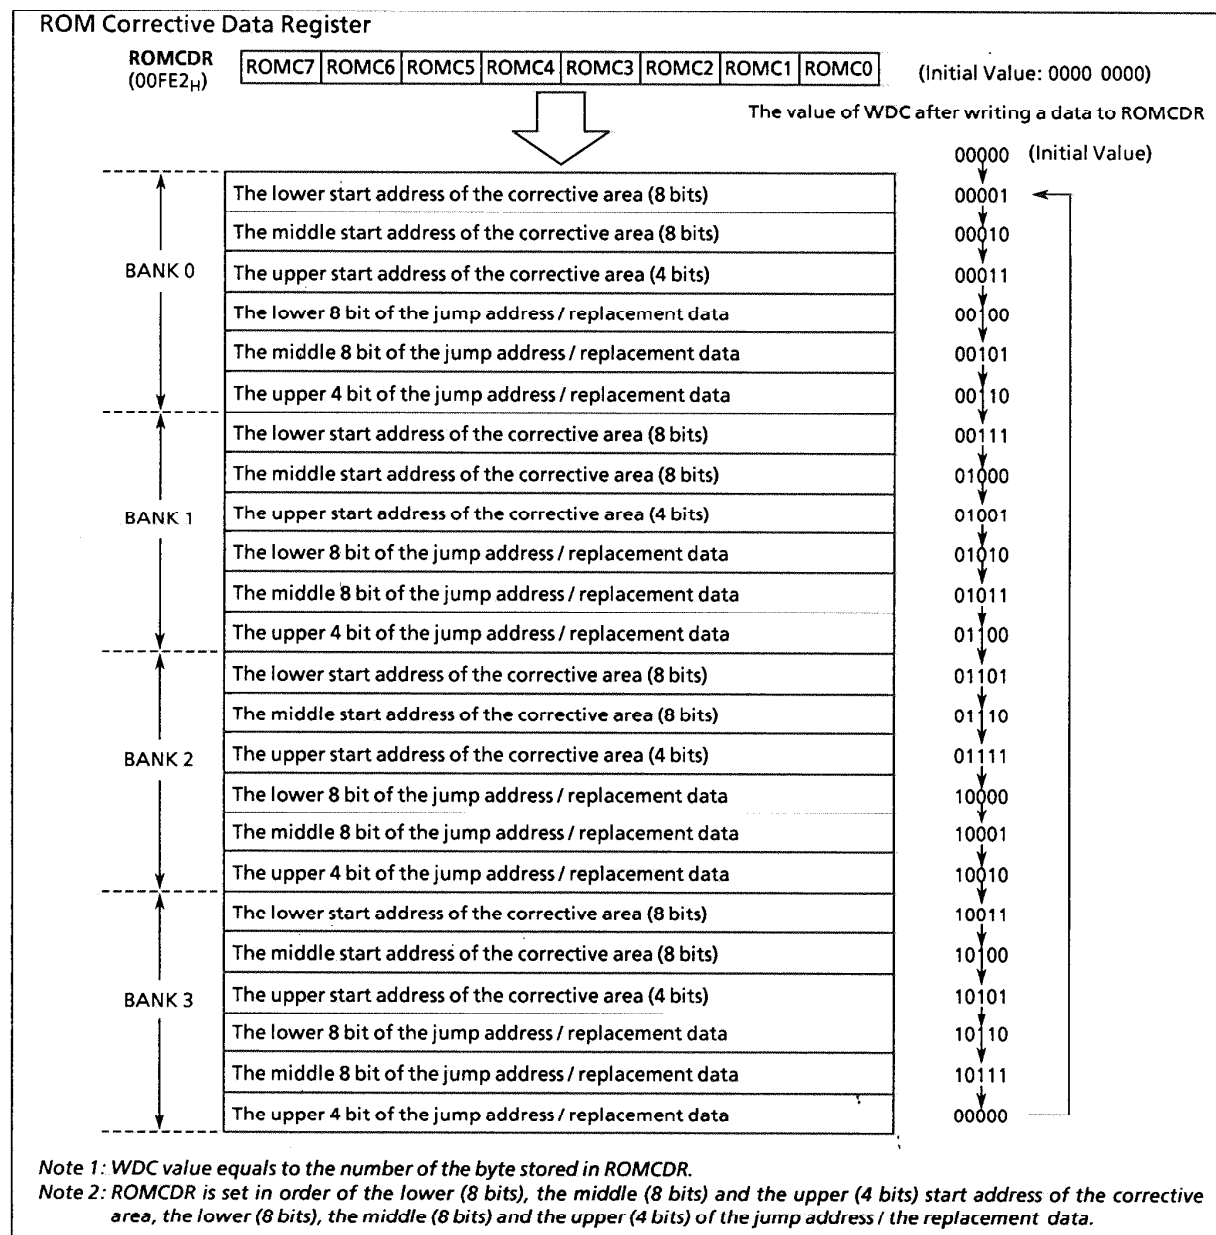 ROM Corrective Data Register
ROMCDR
(00FE2H)
ROMC7 ROMC6 ROMC5 ROMC4 ROMC3 ROMC2 ROMC1 ROMC0
(Initial Value: 0000 0000)
The value of WDC after writing a data to ROMCDR
00000 (Initial Value)
BANK 0
The lower start address of the corrective area (8 bits) 00001
The middle start address of the corrective area (8 bits) 00010
The upper start address of the corrective area (4 bits) 00011
The lower 8 bit of the jump address / replacement data 00100
The middle 8 bit of the jump address / replacement data 00101
The upper 4 bit of the jump address / replacement data 00110
BANK 1
The lower start address of the corrective area (8 bits) 00111
The middle start address of the corrective area (8 bits) 01000
The upper start address of the corrective area (4 bits) 01001
The lower 8 bit of the jump address / replacement data 01010
The middle 8 bit of the jump address / replacement data 01011
The upper 4 bit of the jump address / replacement data 01100
BANK 2
The lower start address of the corrective area (8 bits) 01101
The middle start address of the corrective area (8 bits) 01110
The upper start address of the corrective area (4 bits) 01111
The lower 8 bit of the jump address / replacement data 10000
The middle 8 bit of the jump address / replacement data 10001
The upper 4 bit of the jump address / replacement data 10010
BANK 3
The lower start address of the corrective area (8 bits) 10011
The middle start address of the corrective area (8 bits) 10100
The upper start address of the corrective area (4 bits) 10101
The lower 8 bit of the jump address / replacement data 10110
The middle 8 bit of the jump address / replacement data 10111
The upper 4 bit of the jump address / replacement data 00000
Note 1: WDC value equals to the number of the byte stored in ROMCDR.
Note 2: ROMCDR is set in order of the lower (8 bits), the middle (8 bits) and the upper (4 bits) start address of the corrective
area, the lower (8 bits), the middle (8 bits) and the upper (4 bits) of the jump address / the replacement data.